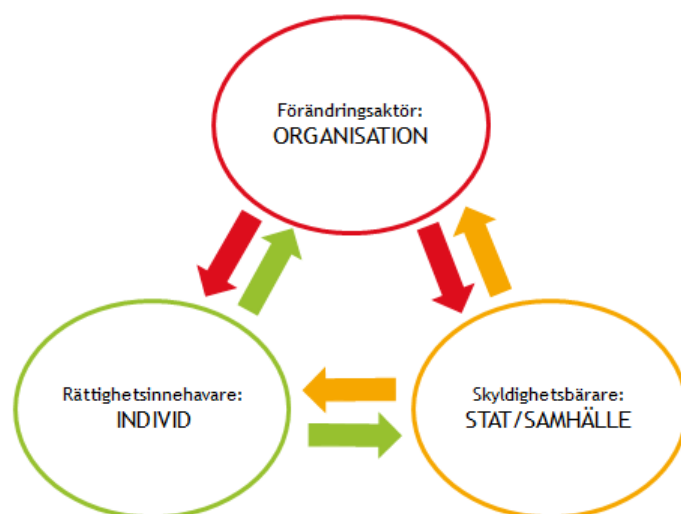 Förändringsaktör:
ORGANISATION
Rättighetsinnehavare:
INDIVID
Skyldighetsbärare:
STAT/SAMHÄLLE